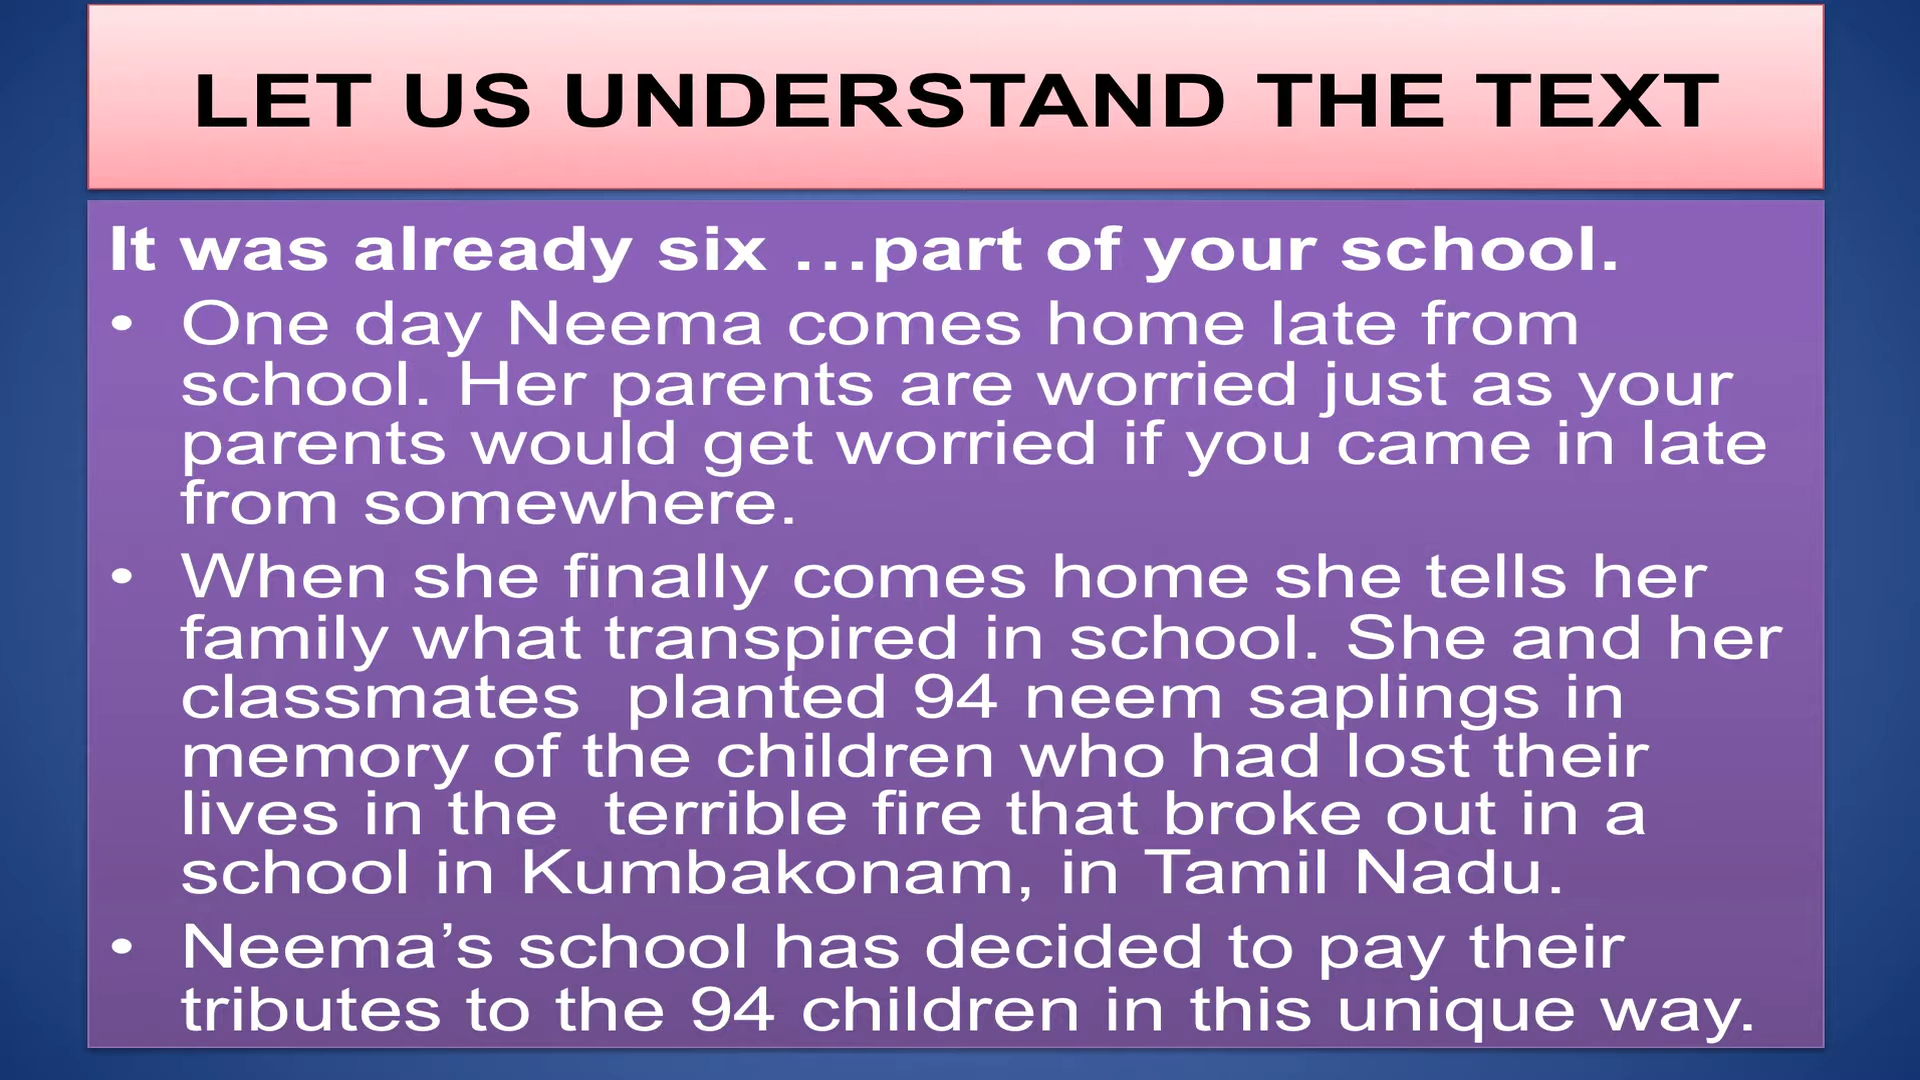 LET US UNDERSTAND THE TEXT
It was already six …part of your school.
• One day Neema comes home late from
school. Her parents are worried just as your
parents would get worried if you came in late
from somewhere.
• When she finally comes home she tells her
family what transpired in school. She and her
classmates  planted 94 neem saplings in
memory of the children who had lost their
lives in the  terrible fire that broke out in a
school in Kumbakonam, in Tamil Nadu.
• Neema’s school has decided to pay their
tributes to the 94 children in this unique way.